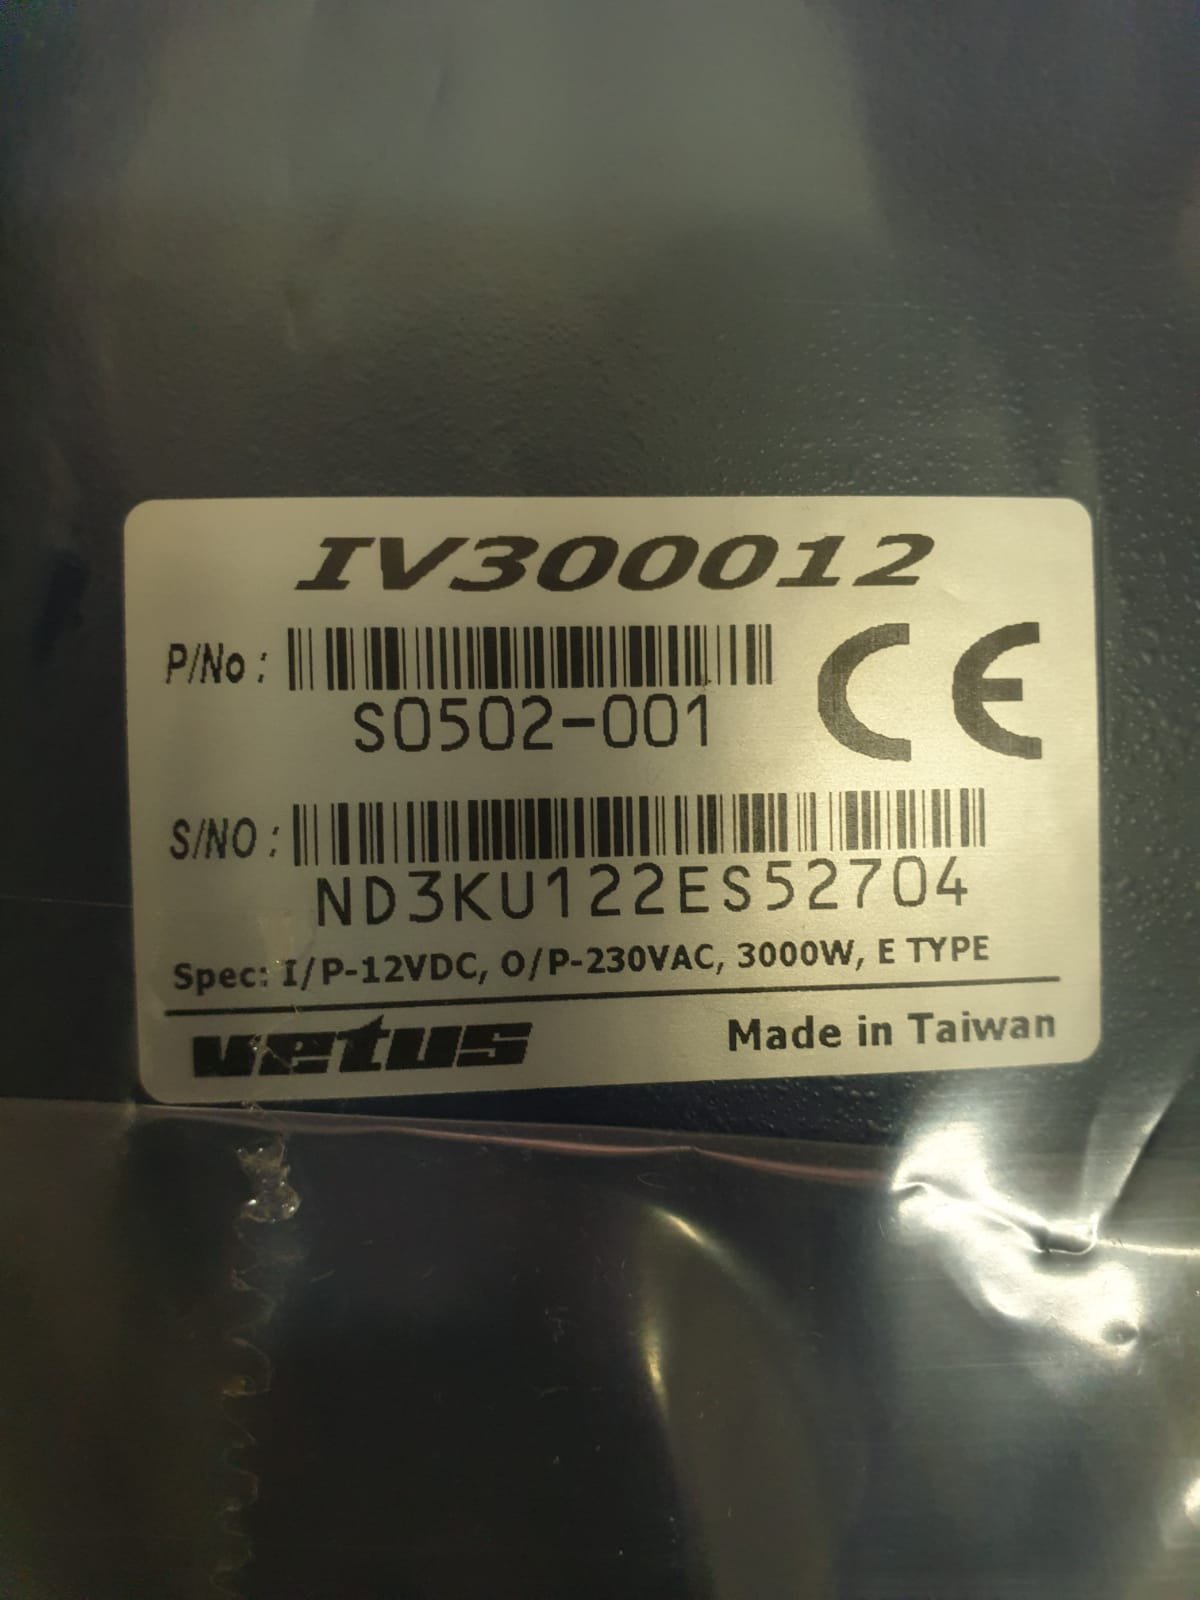 IV300012
P/No :
S0502-001
CE
S/NO :
ND3KU122ES52704
Spec: I/P-12VDC, O/P-230VAC, 3000W, E TYPE
vetus
Made in Taiwan